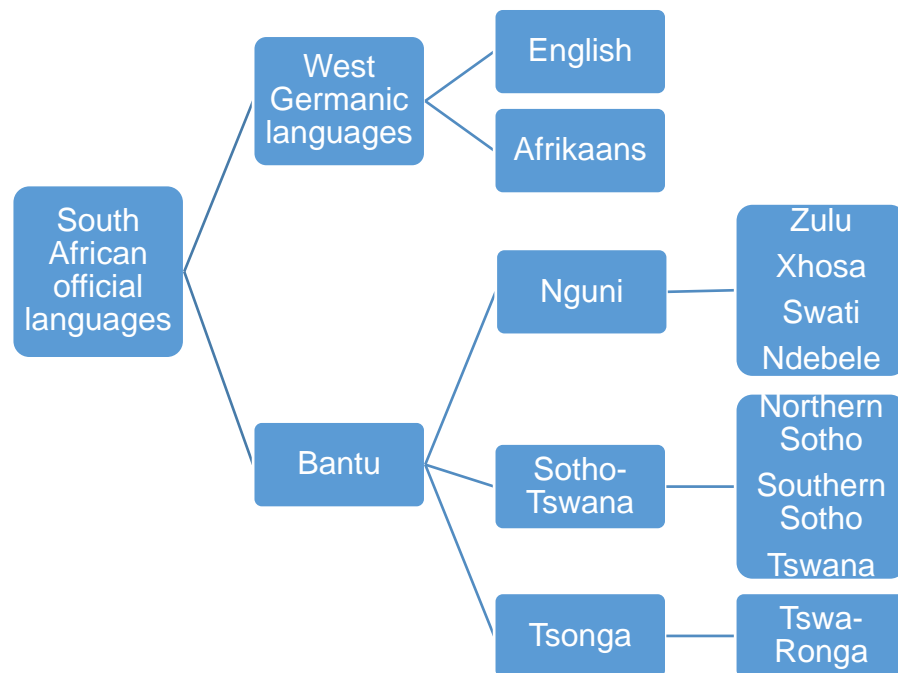 South
African
official
languages
West
Germanic
languages
English
Afrikaans
Bantu
Nguni
Zulu
Xhosa
Swati
Ndebele
Sotho-
Tswana
Northern
Sotho
Southern
Sotho
Tswana
Tsonga
Tswa-
Ronga